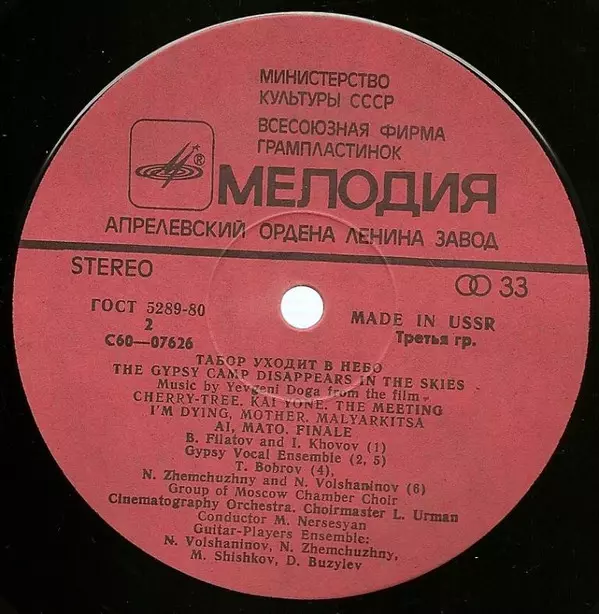 МИНИСТЕРСТВО
КУЛЬТУРЫ СССР
ВСЕСОЮЗНАЯ ФИРМА
ГРАМПЛАСТИНОК
®
МЕЛОДИЯ
АПРЕЛЕВСКИЙ ОРДЕНА ЛЕНИНА ЗАВОД
STEREO
33
ГОСТ 5289-80
2
С60—07626
MADE IN USSR
Третья гр.
ТАБОР УХОДИТ В НЕБО
THE GYPSY CAMP DISAPPEARS IN THE SKIES
Music by Yevgeni Doga from the film
CHERRY-TREE. KAI YONE. THE MEETING
I'M DYING, MOTHER. MALYARKITSA
AI, MATO. FINALE
B. Filatov and I. Khovov (1)
Gypsy Vocal Ensemble (2, 5)
T. Bobrov (4),
N. Zhemchuzhny and N. Volshaninov (6)
Group of Moscow Chamber Choir
Cinematography Orchestra. Choirmaster L. Urman
Conductor M. Nersesyan
Guitar-Players Ensemble:
N. Volshaninov, N. Zhemchuzhny,
M. Shishkov, D. Buzylev